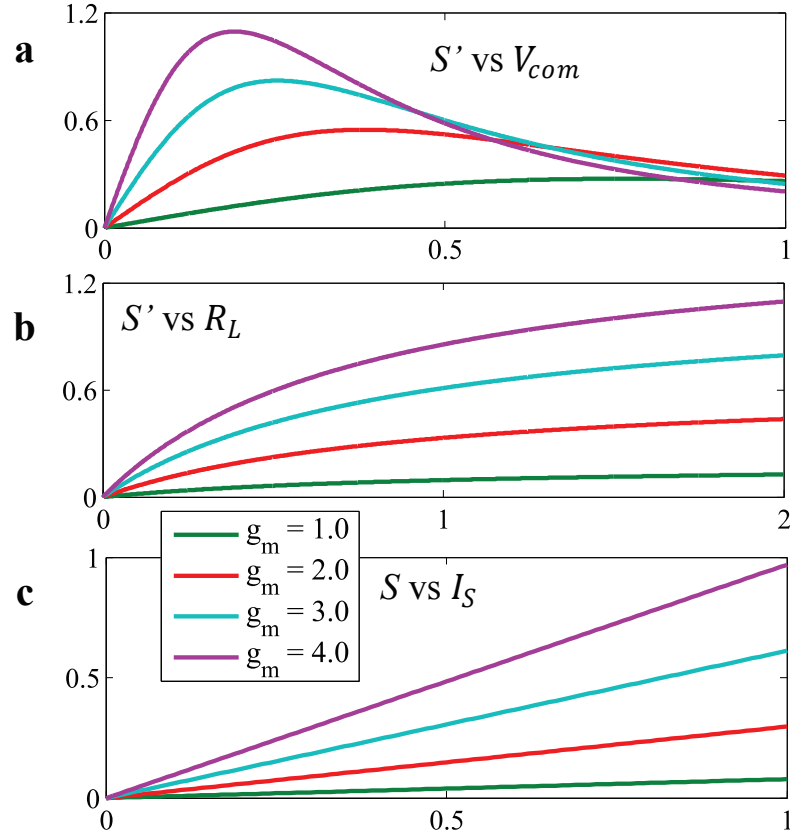 a
S’ vs V_com
1.2
0.6
0
0 0.5 1
b
S’ vs R_L
1.2
0.6
0
0 1 2
g_m = 1.0
g_m = 2.0
g_m = 3.0
g_m = 4.0
c
S vs I_S
1
0.5
0
0 0.5 1